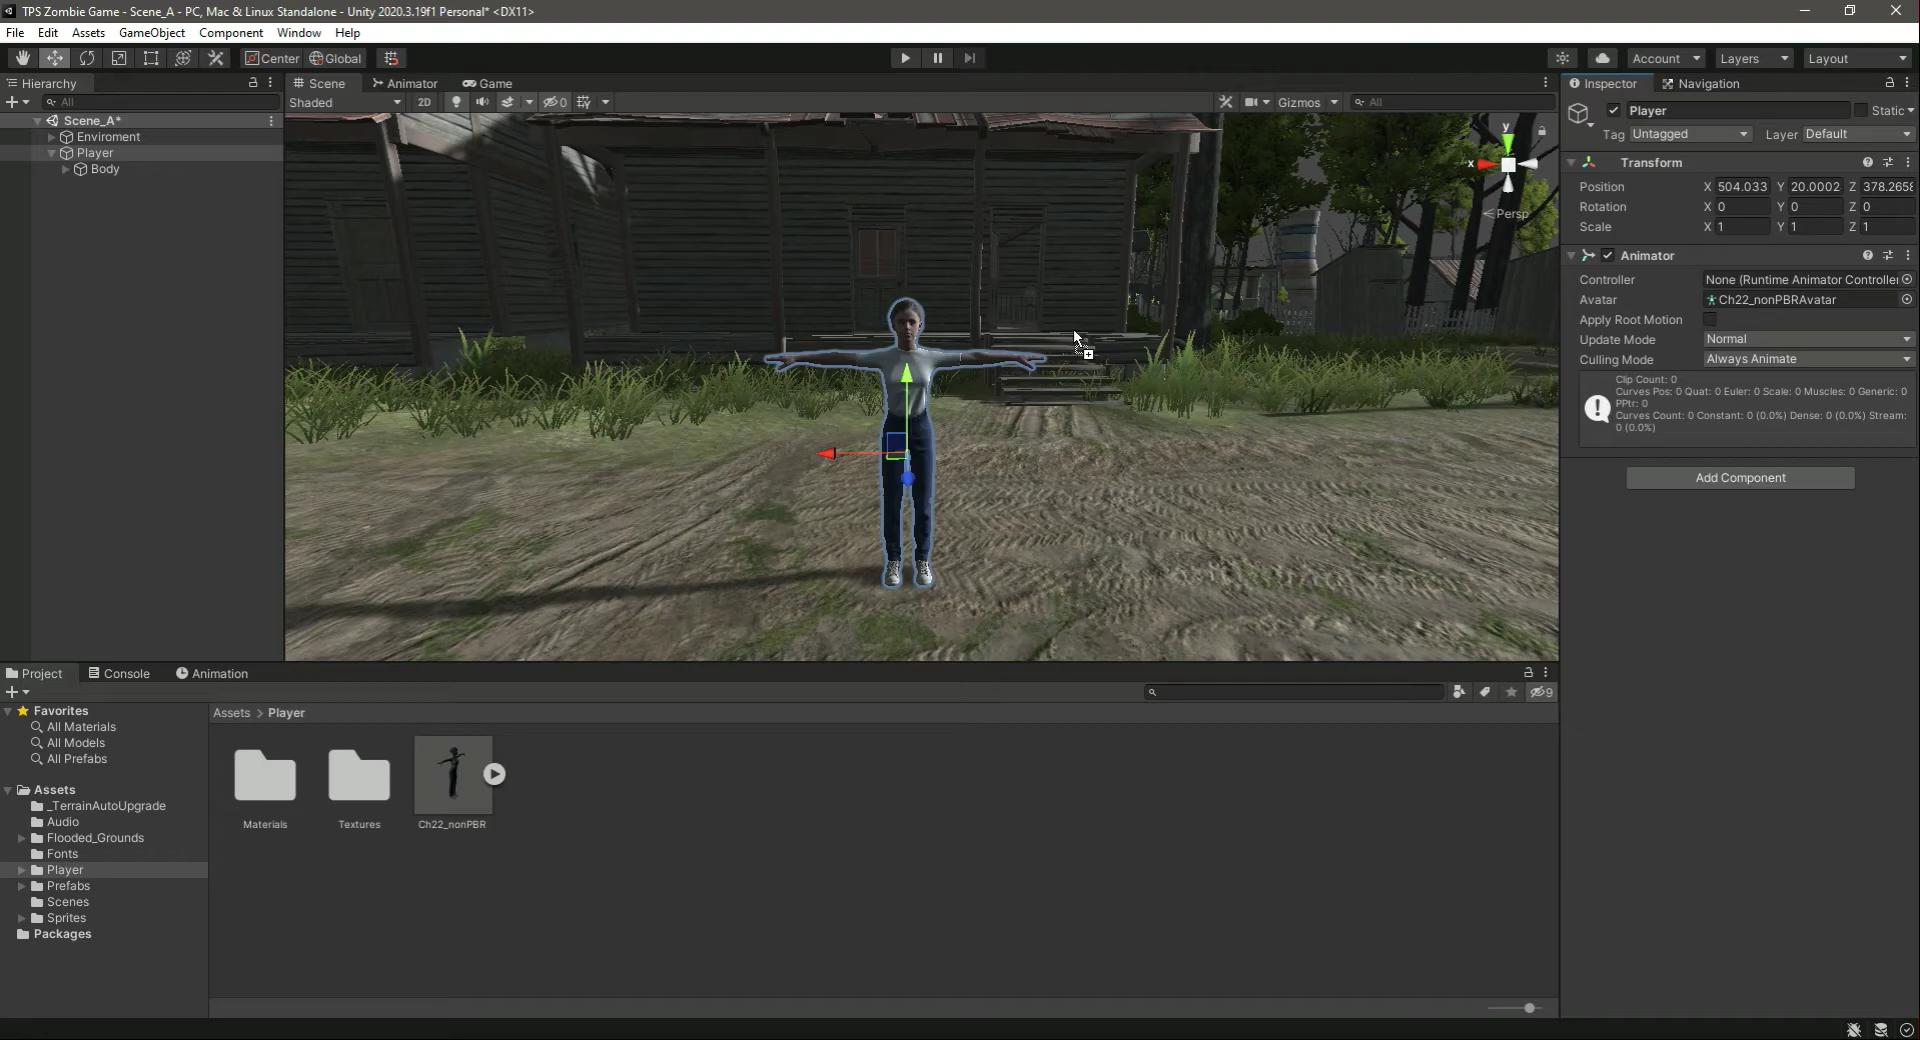 TPS Zombie Game - Scene_A - PC, Mac & Linux Standalone - Unity 2020.3.19f1 Personal* <DX11>
File Edit Assets GameObject Component Window Help
Center Global Account Layers Layout
Hierarchy
All
Scene_A*
Enviroment
Player
Body
Scene Animator Game
Shaded 2D 0 Gizmos All
y
x
Persp
Inspector Navigation
Player Static
Tag Untagged Layer Default
Transform
Position X 504.033 Y 20.0002 Z 378.2658
Rotation X 0 Y 0 Z 0
Scale X 1 Y 1 Z 1
Animator
Controller None (Runtime Animator Controller
Avatar Ch22_nonPBRAvatar
Apply Root Motion
Update Mode Normal
Culling Mode Always Animate
Clip Count: 0
Curves Pos: 0 Quat: 0 Euler: 0 Scale: 0 Muscles: 0 Generic: 0
PPtr: 0
Curves Count: 0 Constant: 0 (0.0%) Dense: 0 (0.0%) Stream:
0 (0.0%)
Add Component
Project Console Animation
9
Favorites
All Materials
All Models
All Prefabs
Assets
_TerrainAutoUpgrade
Audio
Flooded_Grounds
Fonts
Player
Prefabs
Scenes
Sprites
Packages
Assets > Player
Materials Textures Ch22_nonPBR